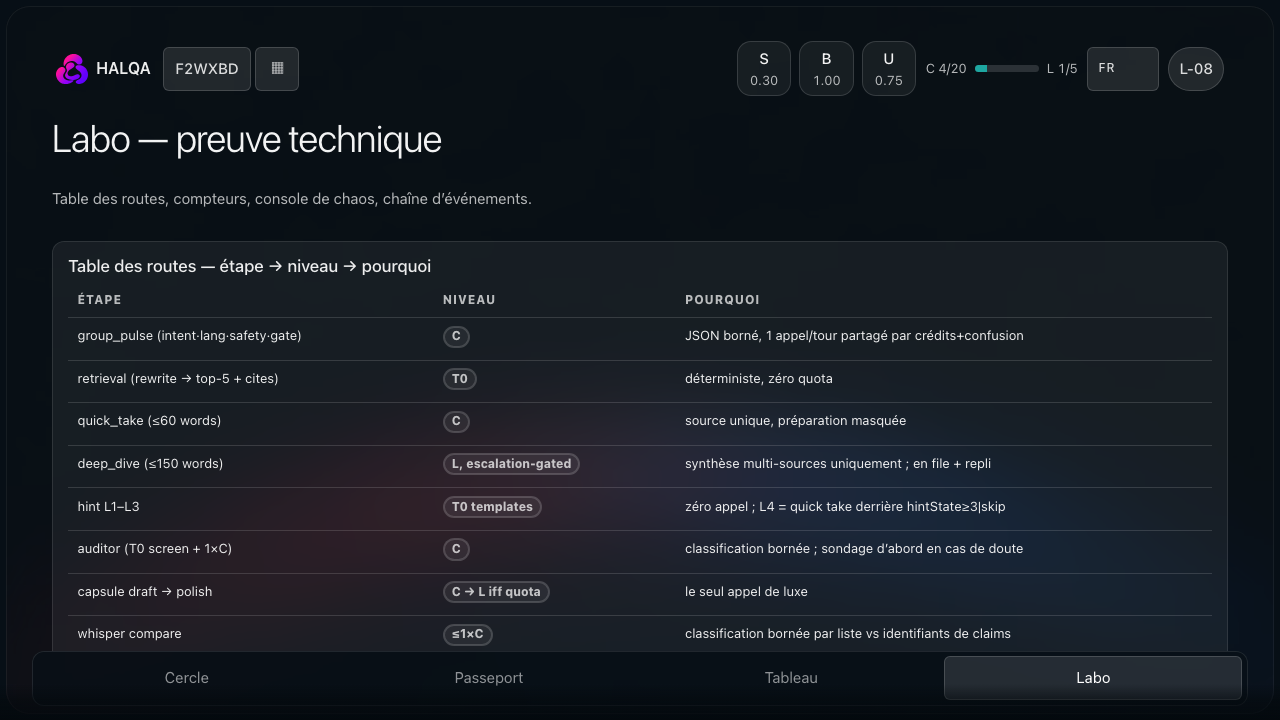 HALQA F2WXBD S B U C 4/20 L 1/5 FR L-08
0.30 1.00 0.75
Labo — preuve technique
Table des routes, compteurs, console de chaos, chaîne d’événements.
Table des routes — étape → niveau → pourquoi
ÉTAPE NIVEAU POURQUOI
group_pulse (intent·lang·safety·gate) C JSON borné, 1 appel/tour partagé par crédits+confusion
retrieval (rewrite → top-5 + cites) T0 déterministe, zéro quota
quick_take (≤60 words) C source unique, préparation masquée
deep_dive (≤150 words) L, escalation-gated synthèse multi-sources uniquement ; en file + repli
hint L1–L3 T0 templates zéro appel ; L4 = quick take derrière hintState≥3|skip
auditor (T0 screen + 1×C) C classification bornée ; sondage d’abord en cas de doute
capsule draft → polish C → L iff quota le seul appel de luxe
whisper compare ≤1×C classification bornée par liste vs identifiants de claims
Cercle Passeport Tableau Labo